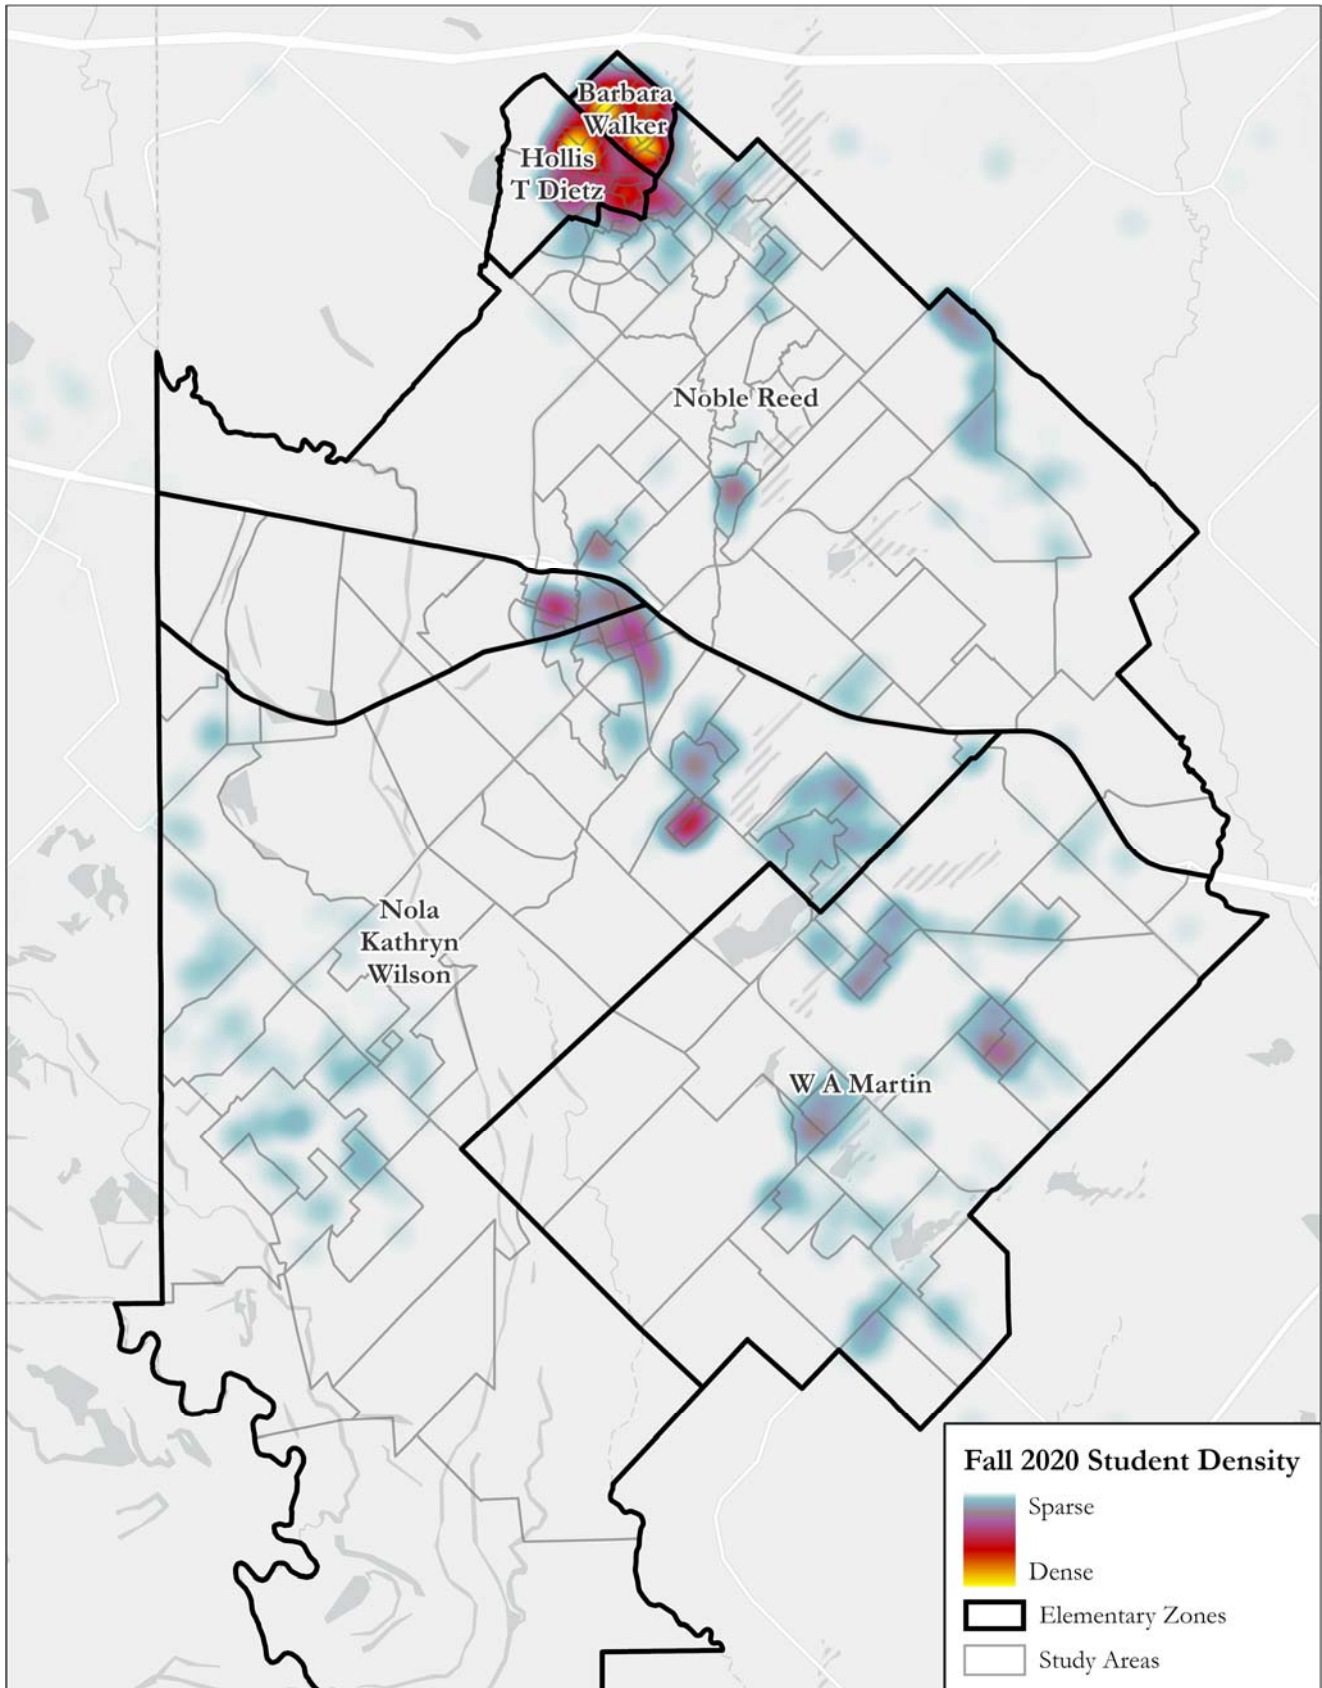 Barbara
Walker
Hollis
T Dietz
Noble Reed
Nola
Kathryn
Wilson
W A Martin
Fall 2020 Student Density
Sparse
Dense
Elementary Zones
Study Areas